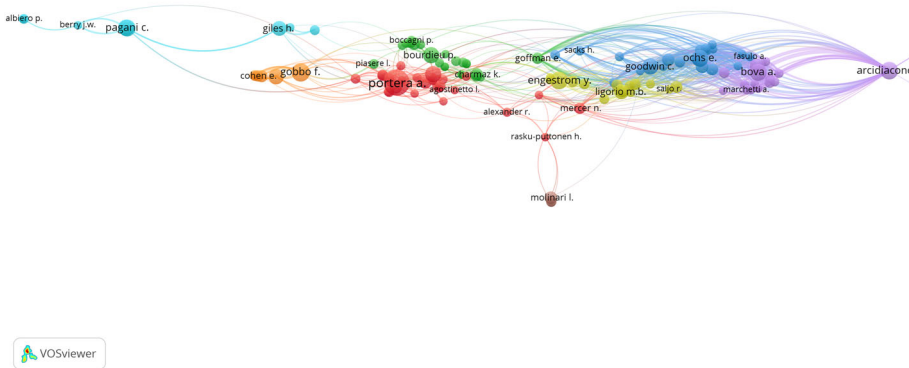 albiero p.
berry j.w.
pagani c.
giles h.
boccagni p.
bourdieu p.
piasere l.
cohen e.
gobbo f.
portera a.
agostinetto l.
charmaz k.
goffman e.
sacks h.
goodwin c.
ochs e.
fasulo a.
bova a.
arcidiacono
engestrom y.
ligorio m.b.
saljo r.
marchetti a.
alexander r.
mercer n.
rasku-puttonen h.
molinari l.
VOSviewer